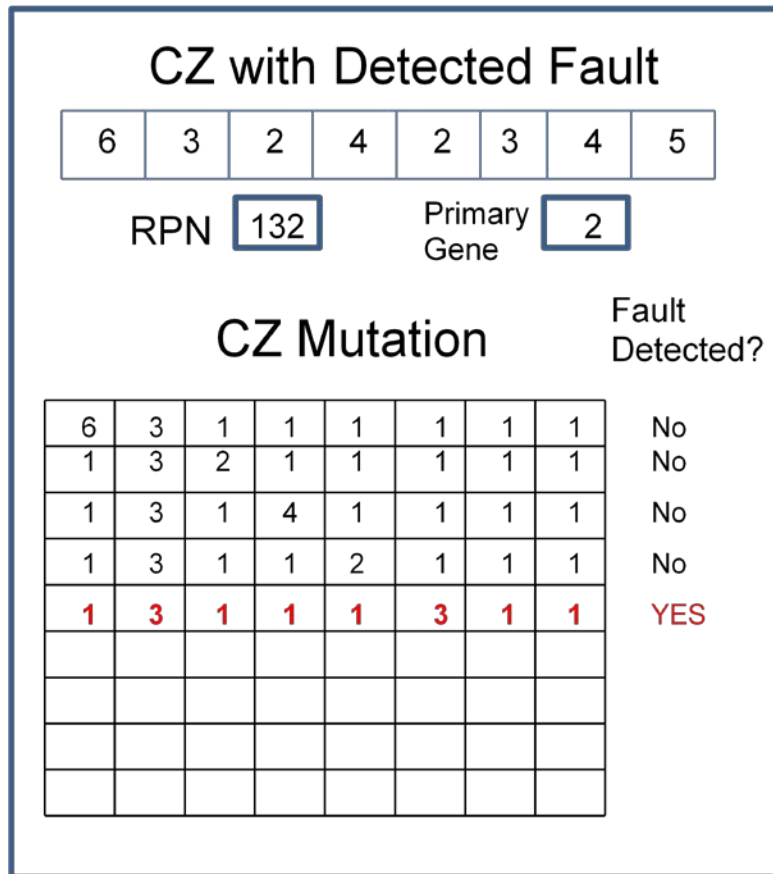 CZ with Detected Fault
6 3 2 4 2 3 4 5
RPN 132 Primary Gene 2
CZ Mutation
Fault
Detected?
6 3 1 1 1 1 1 1 No
1 3 2 1 1 1 1 1 No
1 3 1 4 1 1 1 1 No
1 3 1 1 2 1 1 1 No
1 3 1 1 1 3 1 1 YES